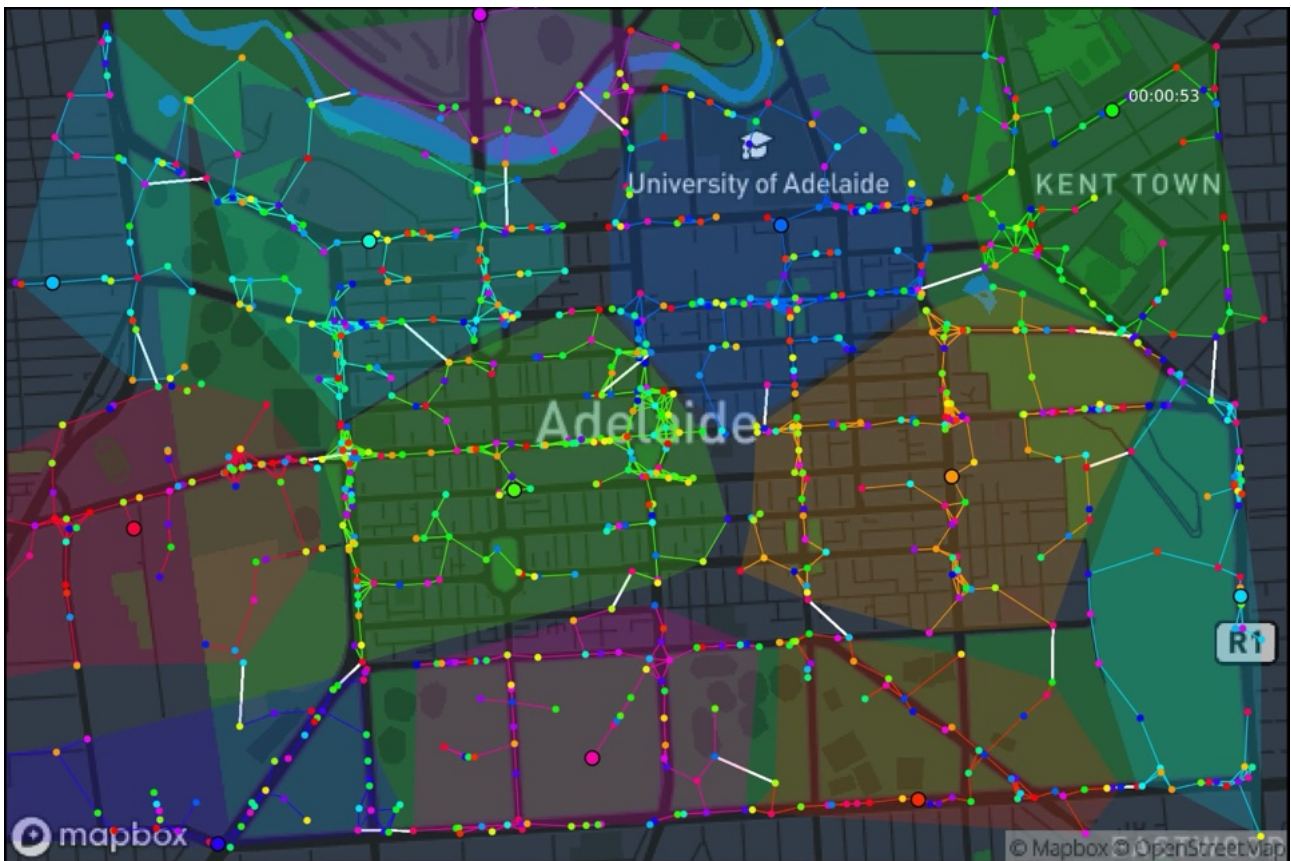 00:00:53
University of Adelaide
KENT TOWN
Adelaide
R1
mapbox
© Mapbox © OpenStreetMap